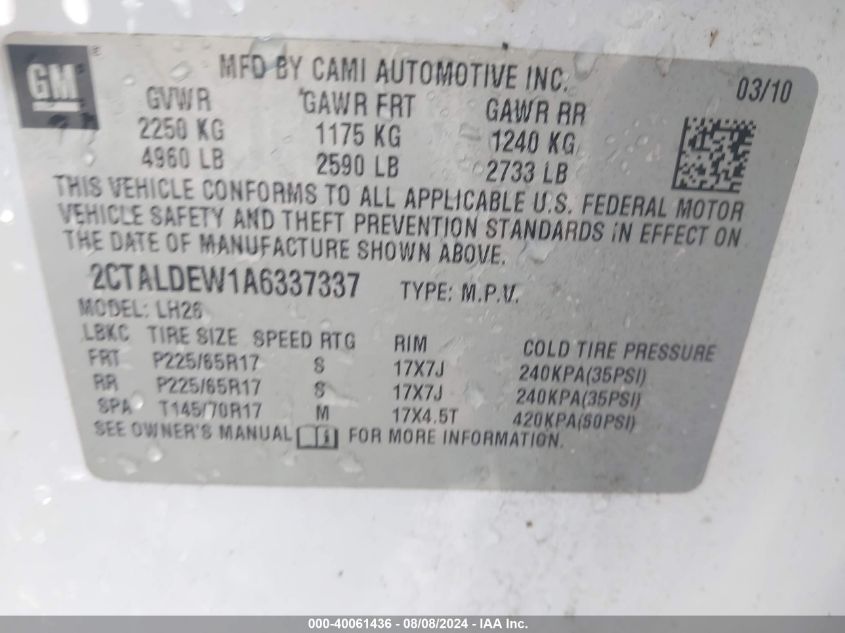 GM
MFD BY CAMI AUTOMOTIVE INC. 03/10
GVWR GAWR FRT GAWR RR
2250 KG 1175 KG 1240 KG
4960 LB 2590 LB 2733 LB
THIS VEHICLE CONFORMS TO ALL APPLICABLE U.S. FEDERAL MOTOR
VEHICLE SAFETY AND THEFT PREVENTION STANDARDS IN EFFECT ON
THE DATE OF MANUFACTURE SHOWN ABOVE.
2CTALDEW1A6337337 TYPE: M.P.V.
MODEL: LH26
LBKC TIRE SIZE SPEED RTG RIM COLD TIRE PRESSURE
FRT P225/65R17 S 17X7J 240KPA(35PSI)
RR P225/65R17 S 17X7J 240KPA(35PSI)
SPA T145/70R17 M 17X4.5T 420KPA(60PSI)
SEE OWNER'S MANUAL FOR MORE INFORMATION.
000-40061436 - 08/08/2024 - IAA Inc.